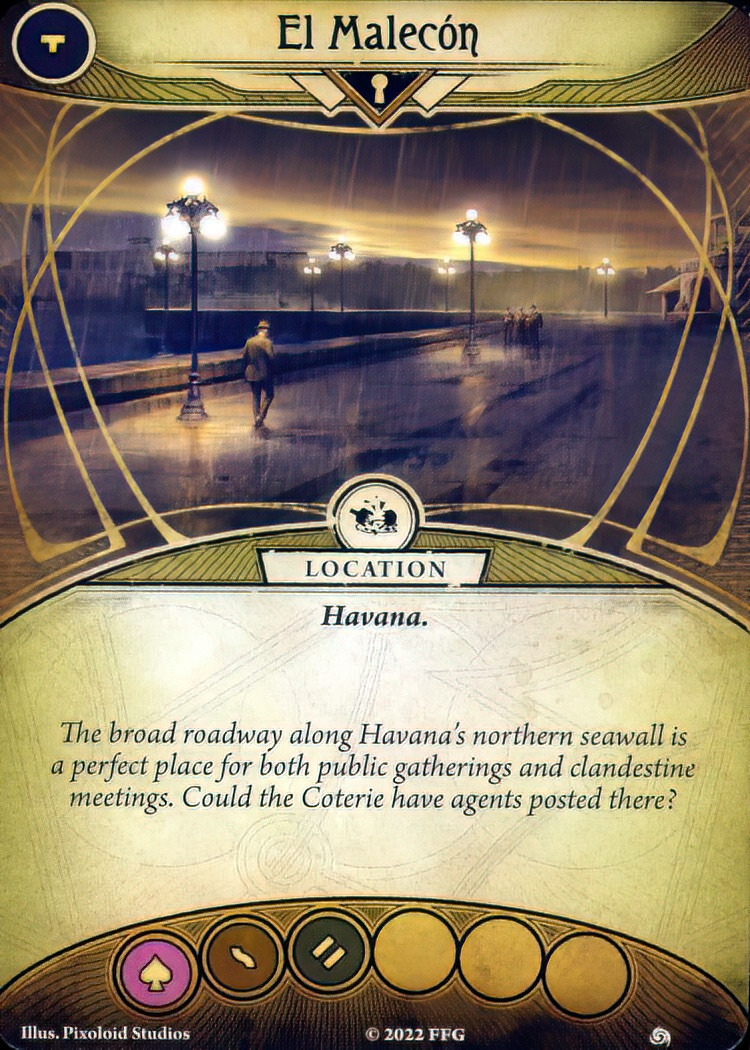 El Malecón
LOCATION
Havana.
The broad roadway along Havana's northern seawall is
a perfect place for both public gatherings and clandestine
meetings. Could the Coterie have agents posted there?
Illus. Pixoloid Studios
© 2022 FFG